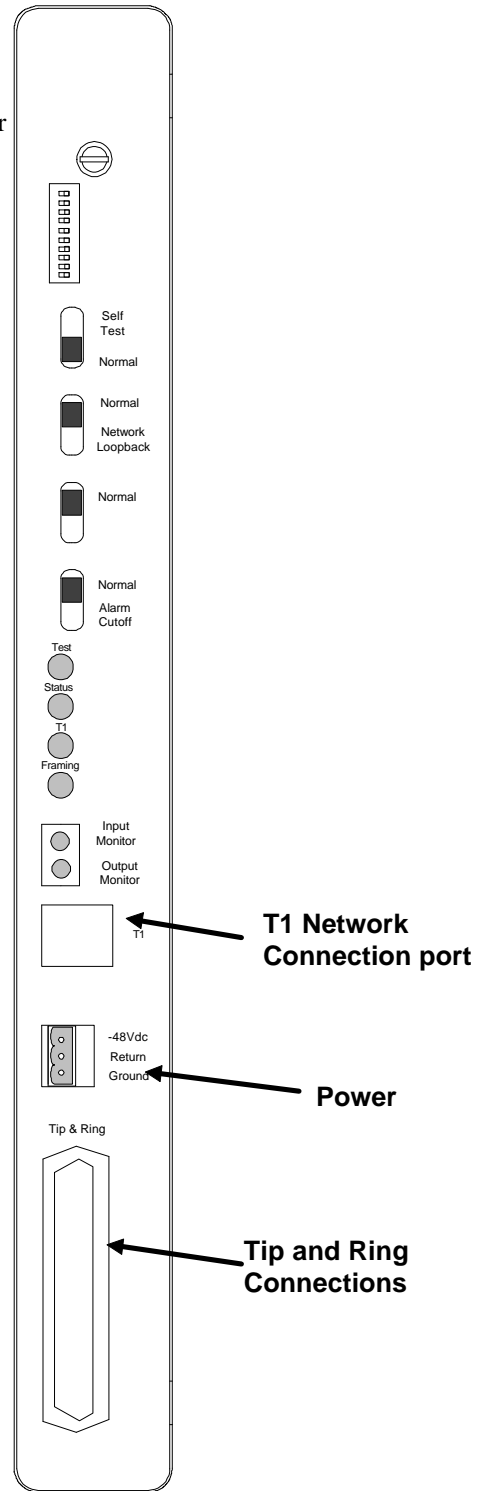 r
Self
Test
Normal
Normal
Network
Loopback
Normal
Normal
Alarm
Cutoff
Test
Status
T1
Framing
Input
Monitor
Output
Monitor
T1
T1 Network
Connection port
-48Vdc
Return
Ground
Power
Tip & Ring
Tip and Ring
Connections